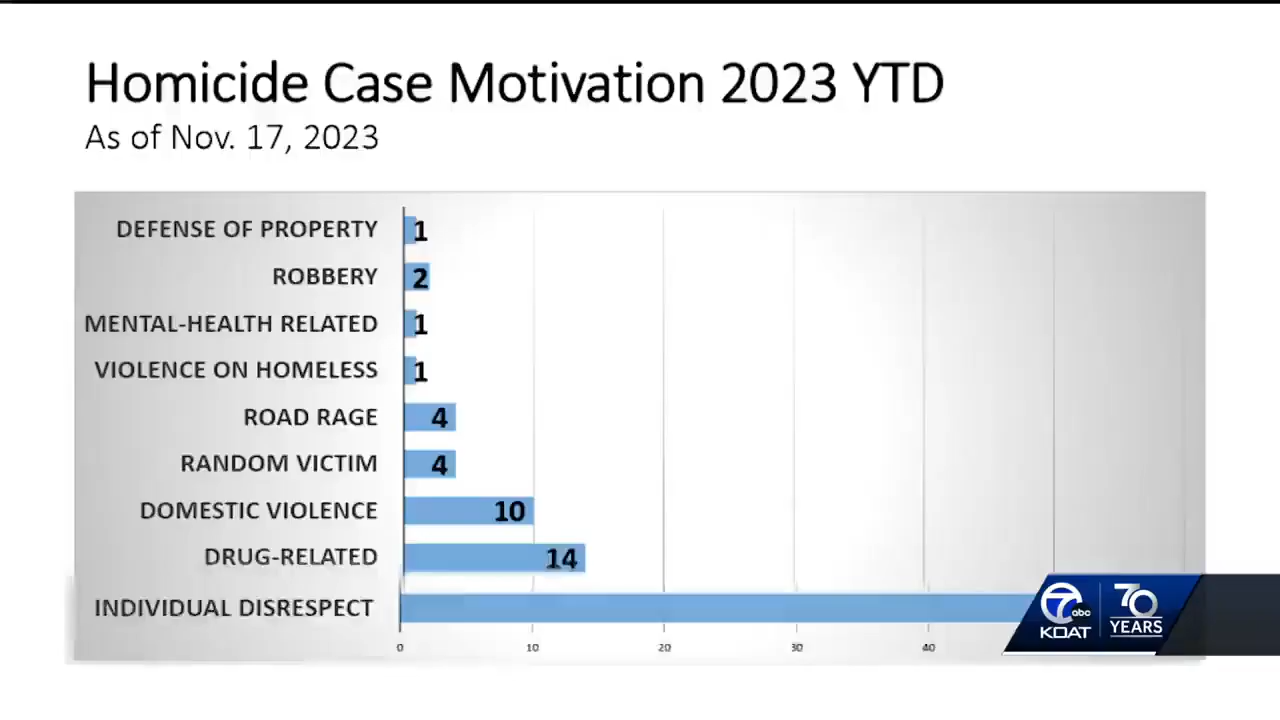 Homicide Case Motivation 2023 YTD
As of Nov. 17, 2023
DEFENSE OF PROPERTY 1
ROBBERY 2
MENTAL-HEALTH RELATED 1
VIOLENCE ON HOMELESS 1
ROAD RAGE 4
RANDOM VICTIM 4
DOMESTIC VIOLENCE 10
DRUG-RELATED 14
INDIVIDUAL DISRESPECT
0 10 20 30 40
7 abc
KOAT
70
YEARS